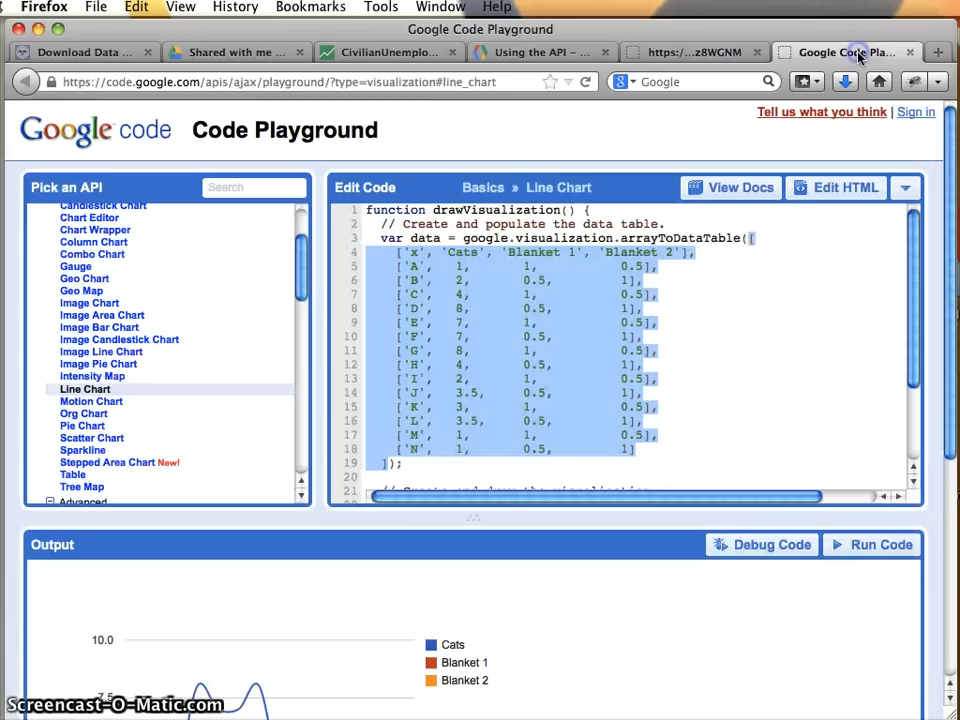 Firefox File Edit View History Bookmarks Tools Window Help
Google Code Playground
Download Data ... Shared with me ... CivilianUnemplo... Using the API – ... https:/...z8WGNM Google Code Pla...
https://code.google.com/apis/ajax/playground/?type=visualization#line_chart Google
Tell us what you think | Sign in
Google code Code Playground
Pick an API Search
Candlestick Chart
Chart Editor
Chart Wrapper
Column Chart
Combo Chart
Gauge
Geo Chart
Geo Map
Image Chart
Image Area Chart
Image Bar Chart
Image Candlestick Chart
Image Line Chart
Image Pie Chart
Intensity Map
Line Chart
Motion Chart
Org Chart
Pie Chart
Scatter Chart
Sparkline
Stepped Area Chart New!
Table
Tree Map
Advanced
Edit Code Basics » Line Chart View Docs Edit HTML
1 function drawVisualization() {
2 // Create and populate the data table.
3 var data = google.visualization.arrayToDataTable([
4 ['x', 'Cats', 'Blanket 1', 'Blanket 2'],
5 ['A', 1, 1, 0.5],
6 ['B', 2, 0.5, 1],
7 ['C', 4, 1, 0.5],
8 ['D', 8, 0.5, 1],
9 ['E', 7, 1, 0.5],
10 ['F', 7, 0.5, 1],
11 ['G', 8, 1, 0.5],
12 ['H', 4, 0.5, 1],
13 ['I', 2, 1, 0.5],
14 ['J', 3.5, 0.5, 1],
15 ['K', 3, 1, 0.5],
16 ['L', 3.5, 0.5, 1],
17 ['M', 1, 1, 0.5],
18 ['N', 1, 0.5, 1]
19 ]);
20
21 // Create and draw the visualization.
Output Debug Code Run Code
10.0
7.5
Cats
Blanket 1
Blanket 2
Screencast-O-Matic.com